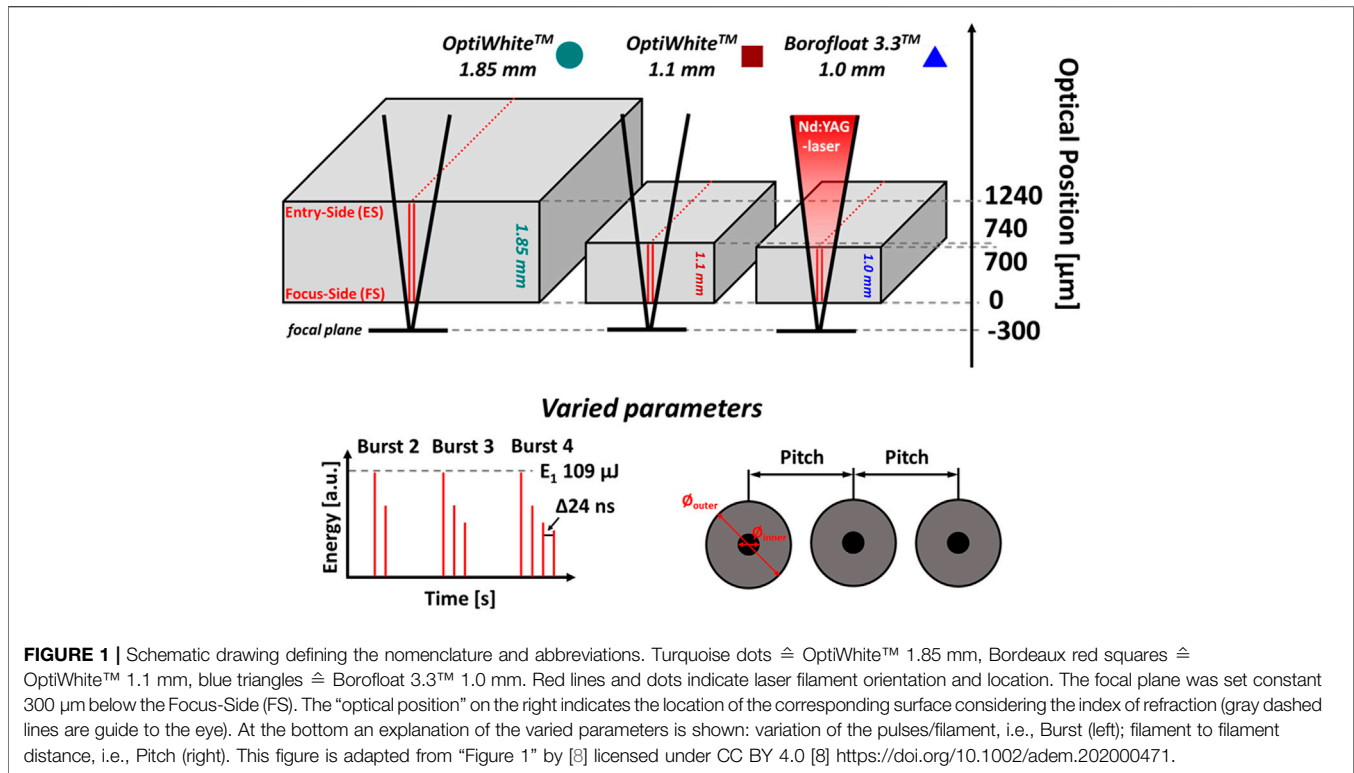 OptiWhite™
1.85 mm
OptiWhite™
1.1 mm
Borofloat 3.3™
1.0 mm
Optical Position [µm]
Nd:YAG
-laser
1240
Entry-Side (ES)
1.85 mm
740
1.1 mm
1.0 mm
700
Focus-Side (FS)
0
focal plane
-300
Varied parameters
Burst 2 Burst 3 Burst 4
E₁ 109 µJ
Δ24 ns
Energy [a.u.]
Time [s]
Pitch Pitch
Ø_outer
Ø_inner
FIGURE 1 | Schematic drawing defining the nomenclature and abbreviations. Turquoise dots ≙ OptiWhite™ 1.85 mm, Bordeaux red squares ≙
OptiWhite™ 1.1 mm, blue triangles ≙ Borofloat 3.3™ 1.0 mm. Red lines and dots indicate laser filament orientation and location. The focal plane was set constant
300 µm below the Focus-Side (FS). The “optical position” on the right indicates the location of the corresponding surface considering the index of refraction (gray dashed
lines are guide to the eye). At the bottom an explanation of the varied parameters is shown: variation of the pulses/filament, i.e., Burst (left); filament to filament
distance, i.e., Pitch (right). This figure is adapted from “Figure 1” by [8] licensed under CC BY 4.0 [8] https://doi.org/10.1002/adem.202000471.